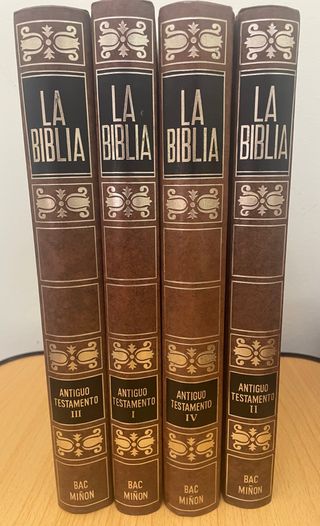 LA
BIBLIA
ANTIGUO
TESTAMENTO
III
BAC
MIÑON
LA
BIBLIA
ANTIGUO
TESTAMENTO
I
BAC
MIÑON
LA
BIBLIA
ANTIGUO
TESTAMENTO
IV
BAC
MIÑON
LA
BIBLIA
ANTIGUO
TESTAMENTO
II
BAC
MIÑON